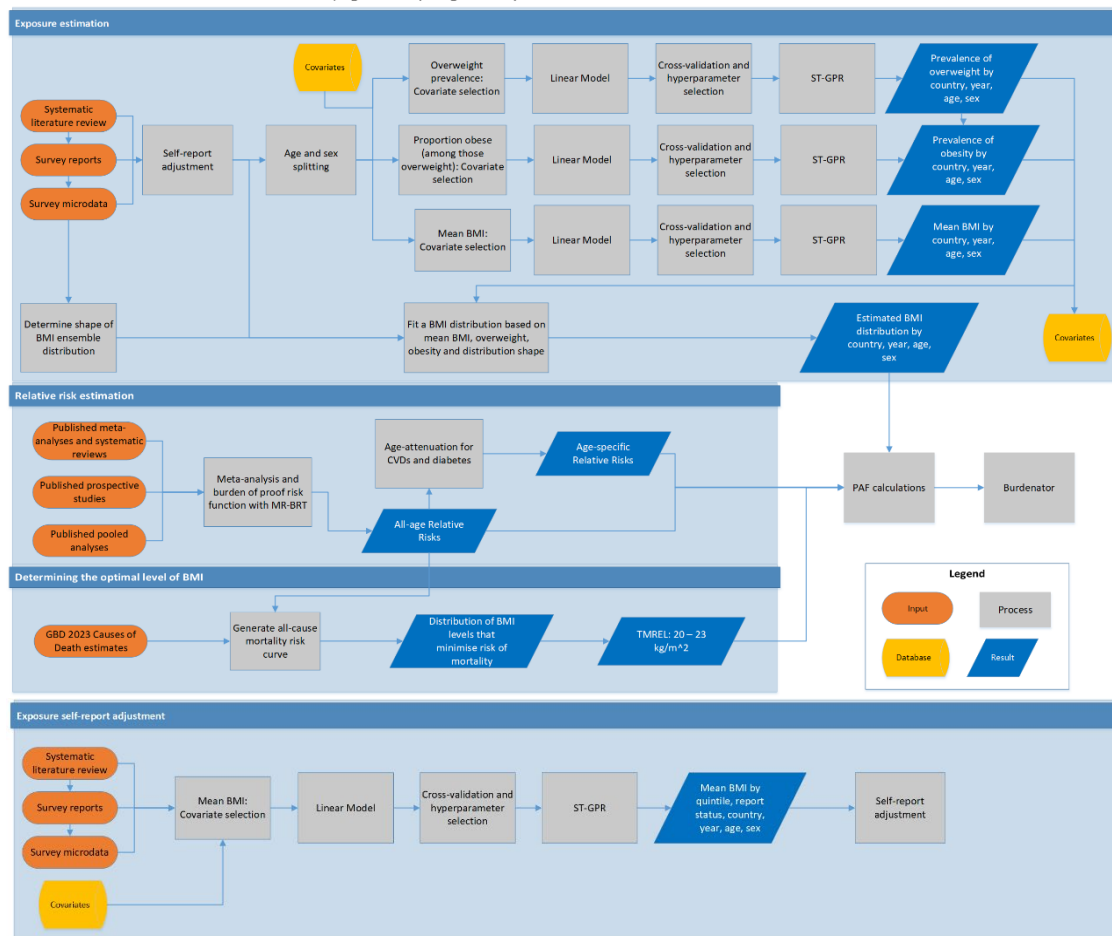 Exposure estimation
Covariates
Overweight
prevalence:
Covariate selection
Linear Model
Cross-validation and
hyperparameter
selection
ST-GPR
Prevalence of
overweight by
country, year,
age, sex
Systematic
literature review
Survey reports
Survey microdata
Self-report
adjustment
Age and sex
splitting
Proportion obese
(among those
overweight): Covariate
selection
Linear Model
Cross-validation and
hyperparameter
selection
ST-GPR
Prevalence of
obesity by
country, year,
age, sex
Mean BMI:
Covariate selection
Linear Model
Cross-validation and
hyperparameter
selection
ST-GPR
Mean BMI by
country, year,
age, sex
Determine shape of
BMI ensemble
distribution
Fit a BMI distribution based on
mean BMI, overweight,
obesity and distribution shape
Estimated BMI
distribution by
country, year, age,
sex
Covariates
Relative risk estimation
Published meta-
analyses and systematic
reviews
Published prospective
studies
Published pooled
analyses
Meta-analysis and
burden of proof risk
function with MR-BRT
Age-attenuation for
CVDs and diabetes
Age-specific
Relative Risks
All-age Relative
Risks
PAF calculations
Burdenator
Determining the optimal level of BMI
GBD 2023 Causes of
Death estimates
Generate all-cause
mortality risk
curve
Distribution of BMI
levels that
minimise risk of
mortality
TMREL: 20 – 23
kg/m^2
Legend
Input
Process
Database
Result
Exposure self-report adjustment
Systematic
literature review
Survey reports
Survey microdata
Covariates
Mean BMI:
Covariate selection
Linear Model
Cross-validation and
hyperparameter
selection
ST-GPR
Mean BMI by
quintile, report
status, country,
year, age, sex
Self-report
adjustment